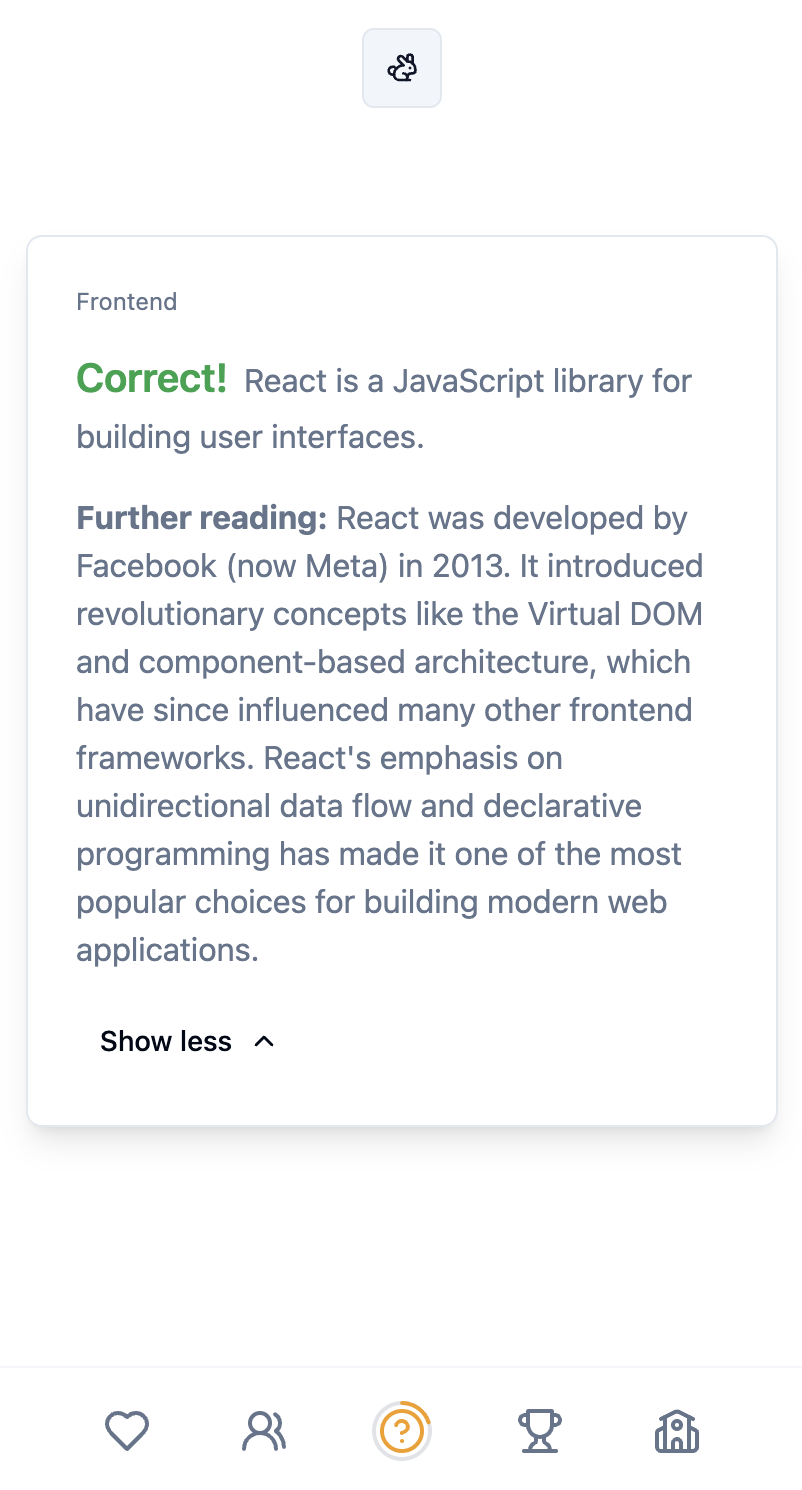 Frontend
Correct! React is a JavaScript library for
building user interfaces.
Further reading: React was developed by
Facebook (now Meta) in 2013. It introduced
revolutionary concepts like the Virtual DOM
and component-based architecture, which
have since influenced many other frontend
frameworks. React's emphasis on
unidirectional data flow and declarative
programming has made it one of the most
popular choices for building modern web
applications.
Show less